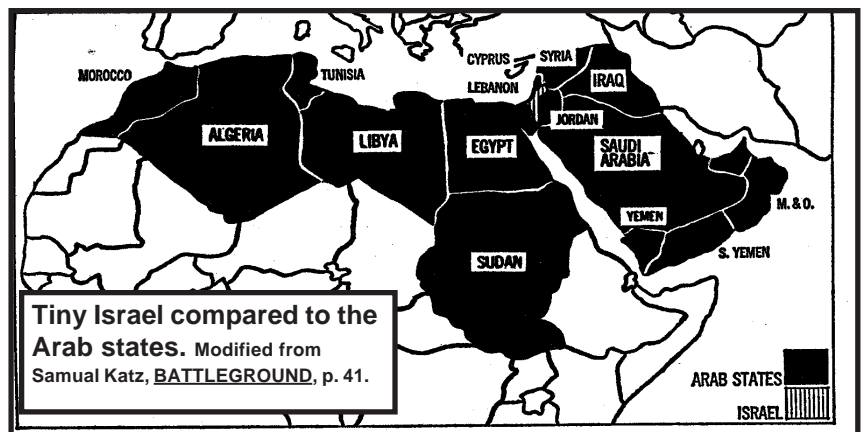 MOROCCO
TUNISIA
CYPRUS
SYRIA
LEBANON
IRAQ
JORDAN
ALGERIA
LIBYA
EGYPT
SAUDI
ARABIA
M. & O.
YEMEN
S. YEMEN
SUDAN
Tiny Israel compared to the
Arab states. Modified from
Samual Katz, BATTLEGROUND, p. 41.
ARAB STATES
ISRAEL